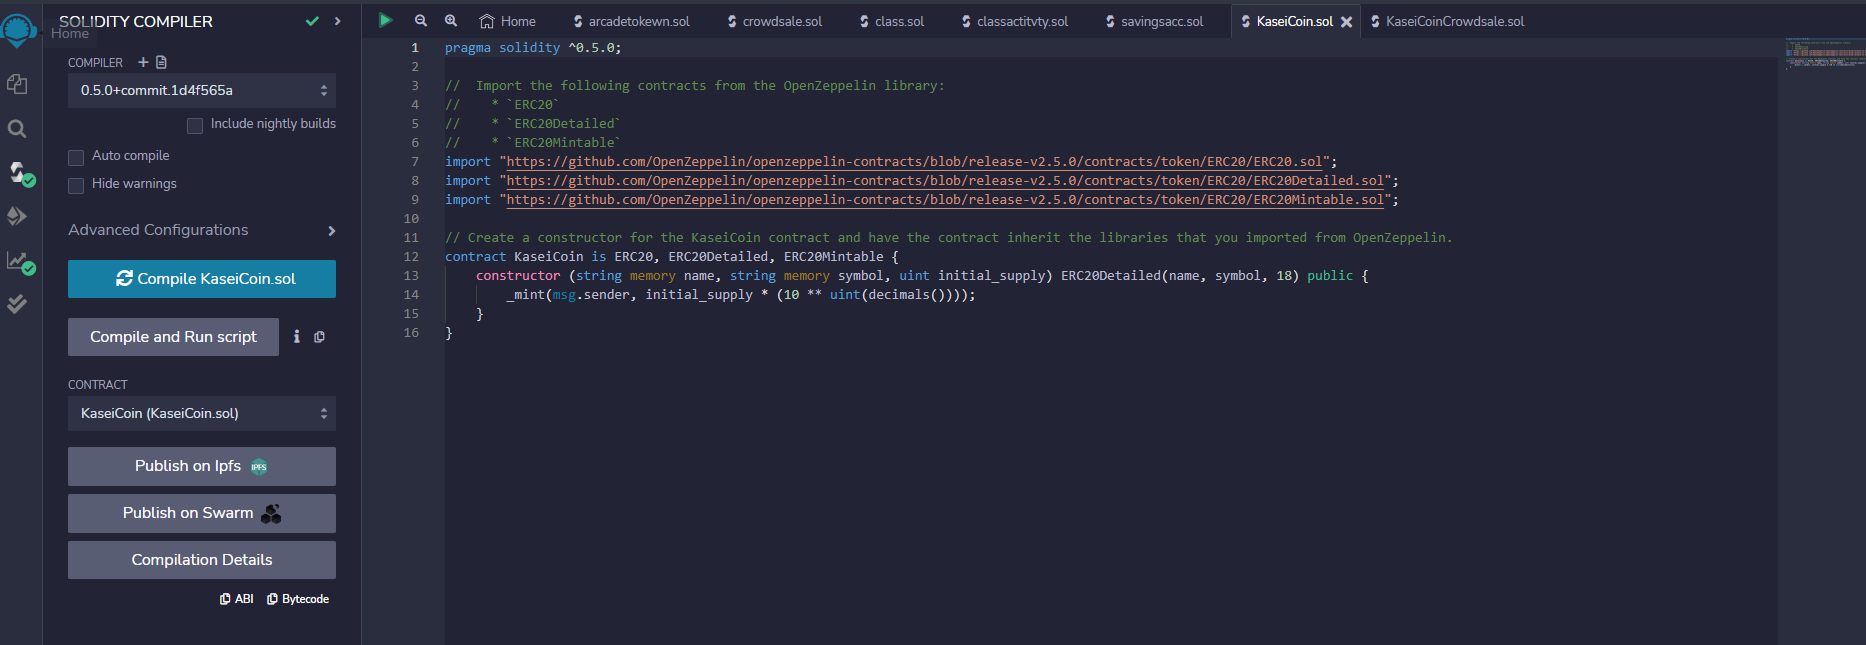 SOLIDITY COMPILER
Home
COMPILER
0.5.0+commit.1d4f565a
Include nightly builds
Auto compile
Hide warnings
Advanced Configurations
Compile KaseiCoin.sol
Compile and Run script
CONTRACT
KaseiCoin (KaseiCoin.sol)
Publish on Ipfs IPFS
Publish on Swarm
Compilation Details
ABI Bytecode
Home arcadetokewn.sol crowdsale.sol class.sol classactitvty.sol savingsacc.sol KaseiCoin.sol KaseiCoinCrowdsale.sol
1 pragma solidity ^0.5.0;
2
3 //  Import the following contracts from the OpenZeppelin library:
4 //    * `ERC20`
5 //    * `ERC20Detailed`
6 //    * `ERC20Mintable`
7 import "https://github.com/OpenZeppelin/openzeppelin-contracts/blob/release-v2.5.0/contracts/token/ERC20/ERC20.sol";
8 import "https://github.com/OpenZeppelin/openzeppelin-contracts/blob/release-v2.5.0/contracts/token/ERC20/ERC20Detailed.sol";
9 import "https://github.com/OpenZeppelin/openzeppelin-contracts/blob/release-v2.5.0/contracts/token/ERC20/ERC20Mintable.sol";
10
11 // Create a constructor for the KaseiCoin contract and have the contract inherit the libraries that you imported from OpenZeppelin.
12 contract KaseiCoin is ERC20, ERC20Detailed, ERC20Mintable {
13     constructor (string memory name, string memory symbol, uint initial_supply) ERC20Detailed(name, symbol, 18) public {
14         _mint(msg.sender, initial_supply * (10 ** uint(decimals())));
15     }
16 }